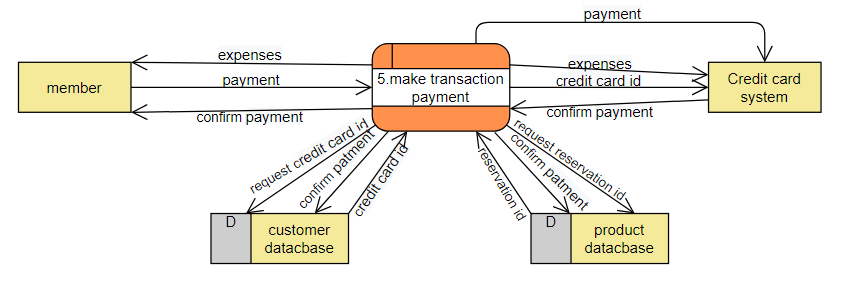 payment
expenses
expenses
member
payment
5.make transaction
payment
credit card id
Credit card
system
confirm payment
confirm payment
request credit card id
confirm patment
credit card id
reservation id
confirm patment
request reservation id
D
customer
datacbase
D
product
datacbase